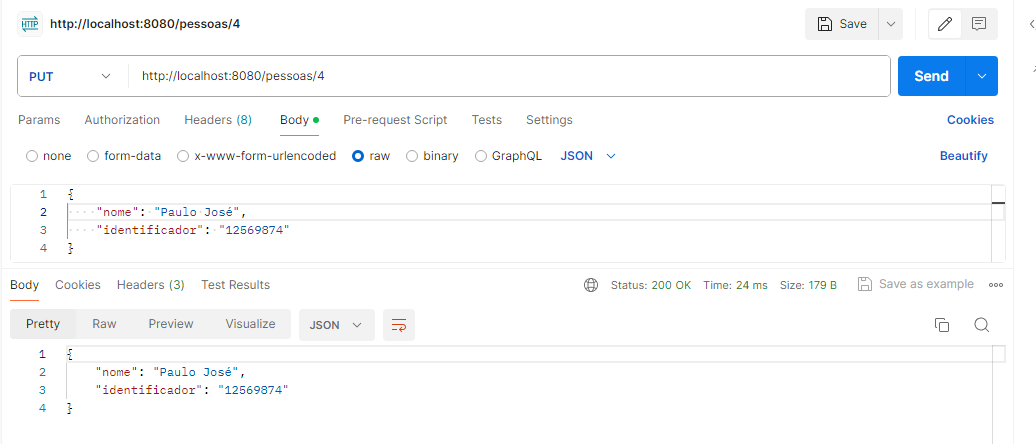 HTTP http://localhost:8080/pessoas/4 Save
PUT http://localhost:8080/pessoas/4 Send
Params Authorization Headers (8) Body Pre-request Script Tests Settings Cookies
none form-data x-www-form-urlencoded raw binary GraphQL JSON Beautify
1 {
2 "nome": "Paulo José",
3 "identificador": "12569874"
4 }
Body Cookies Headers (3) Test Results Status: 200 OK Time: 24 ms Size: 179 B Save as example
Pretty Raw Preview Visualize JSON
1 {
2 "nome": "Paulo José",
3 "identificador": "12569874"
4 }